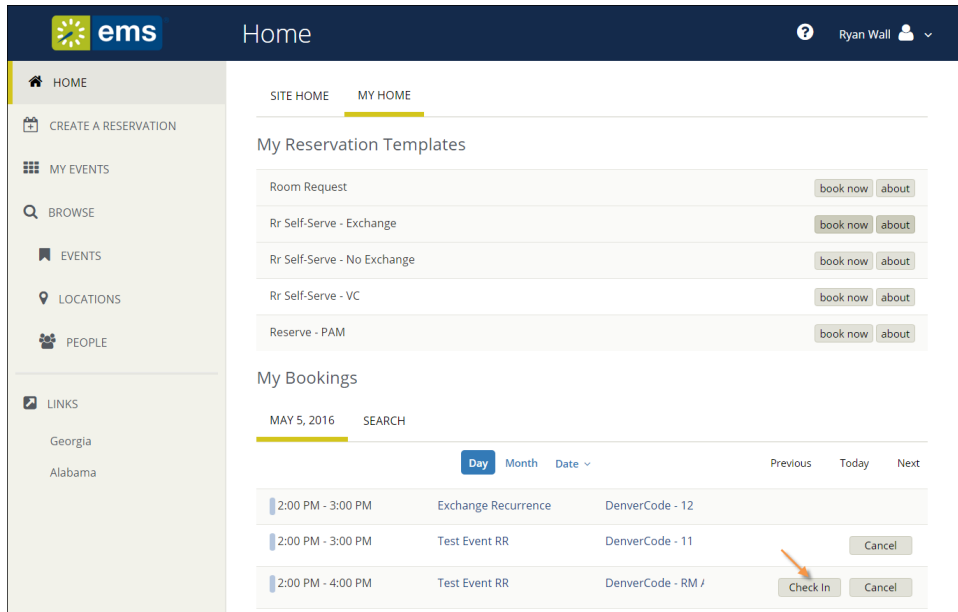 ems
Home
Ryan Wall
HOME
CREATE A RESERVATION
MY EVENTS
BROWSE
EVENTS
LOCATIONS
PEOPLE
LINKS
Georgia
Alabama
SITE HOME MY HOME
My Reservation Templates
Room Request book now about
Rr Self-Serve - Exchange book now about
Rr Self-Serve - No Exchange book now about
Rr Self-Serve - VC book now about
Reserve - PAM book now about
My Bookings
MAY 5, 2016 SEARCH
Day Month Date Previous Today Next
2:00 PM - 3:00 PM Exchange Recurrence DenverCode - 12
2:00 PM - 3:00 PM Test Event RR DenverCode - 11 Cancel
2:00 PM - 4:00 PM Test Event RR DenverCode - RM Check In Cancel